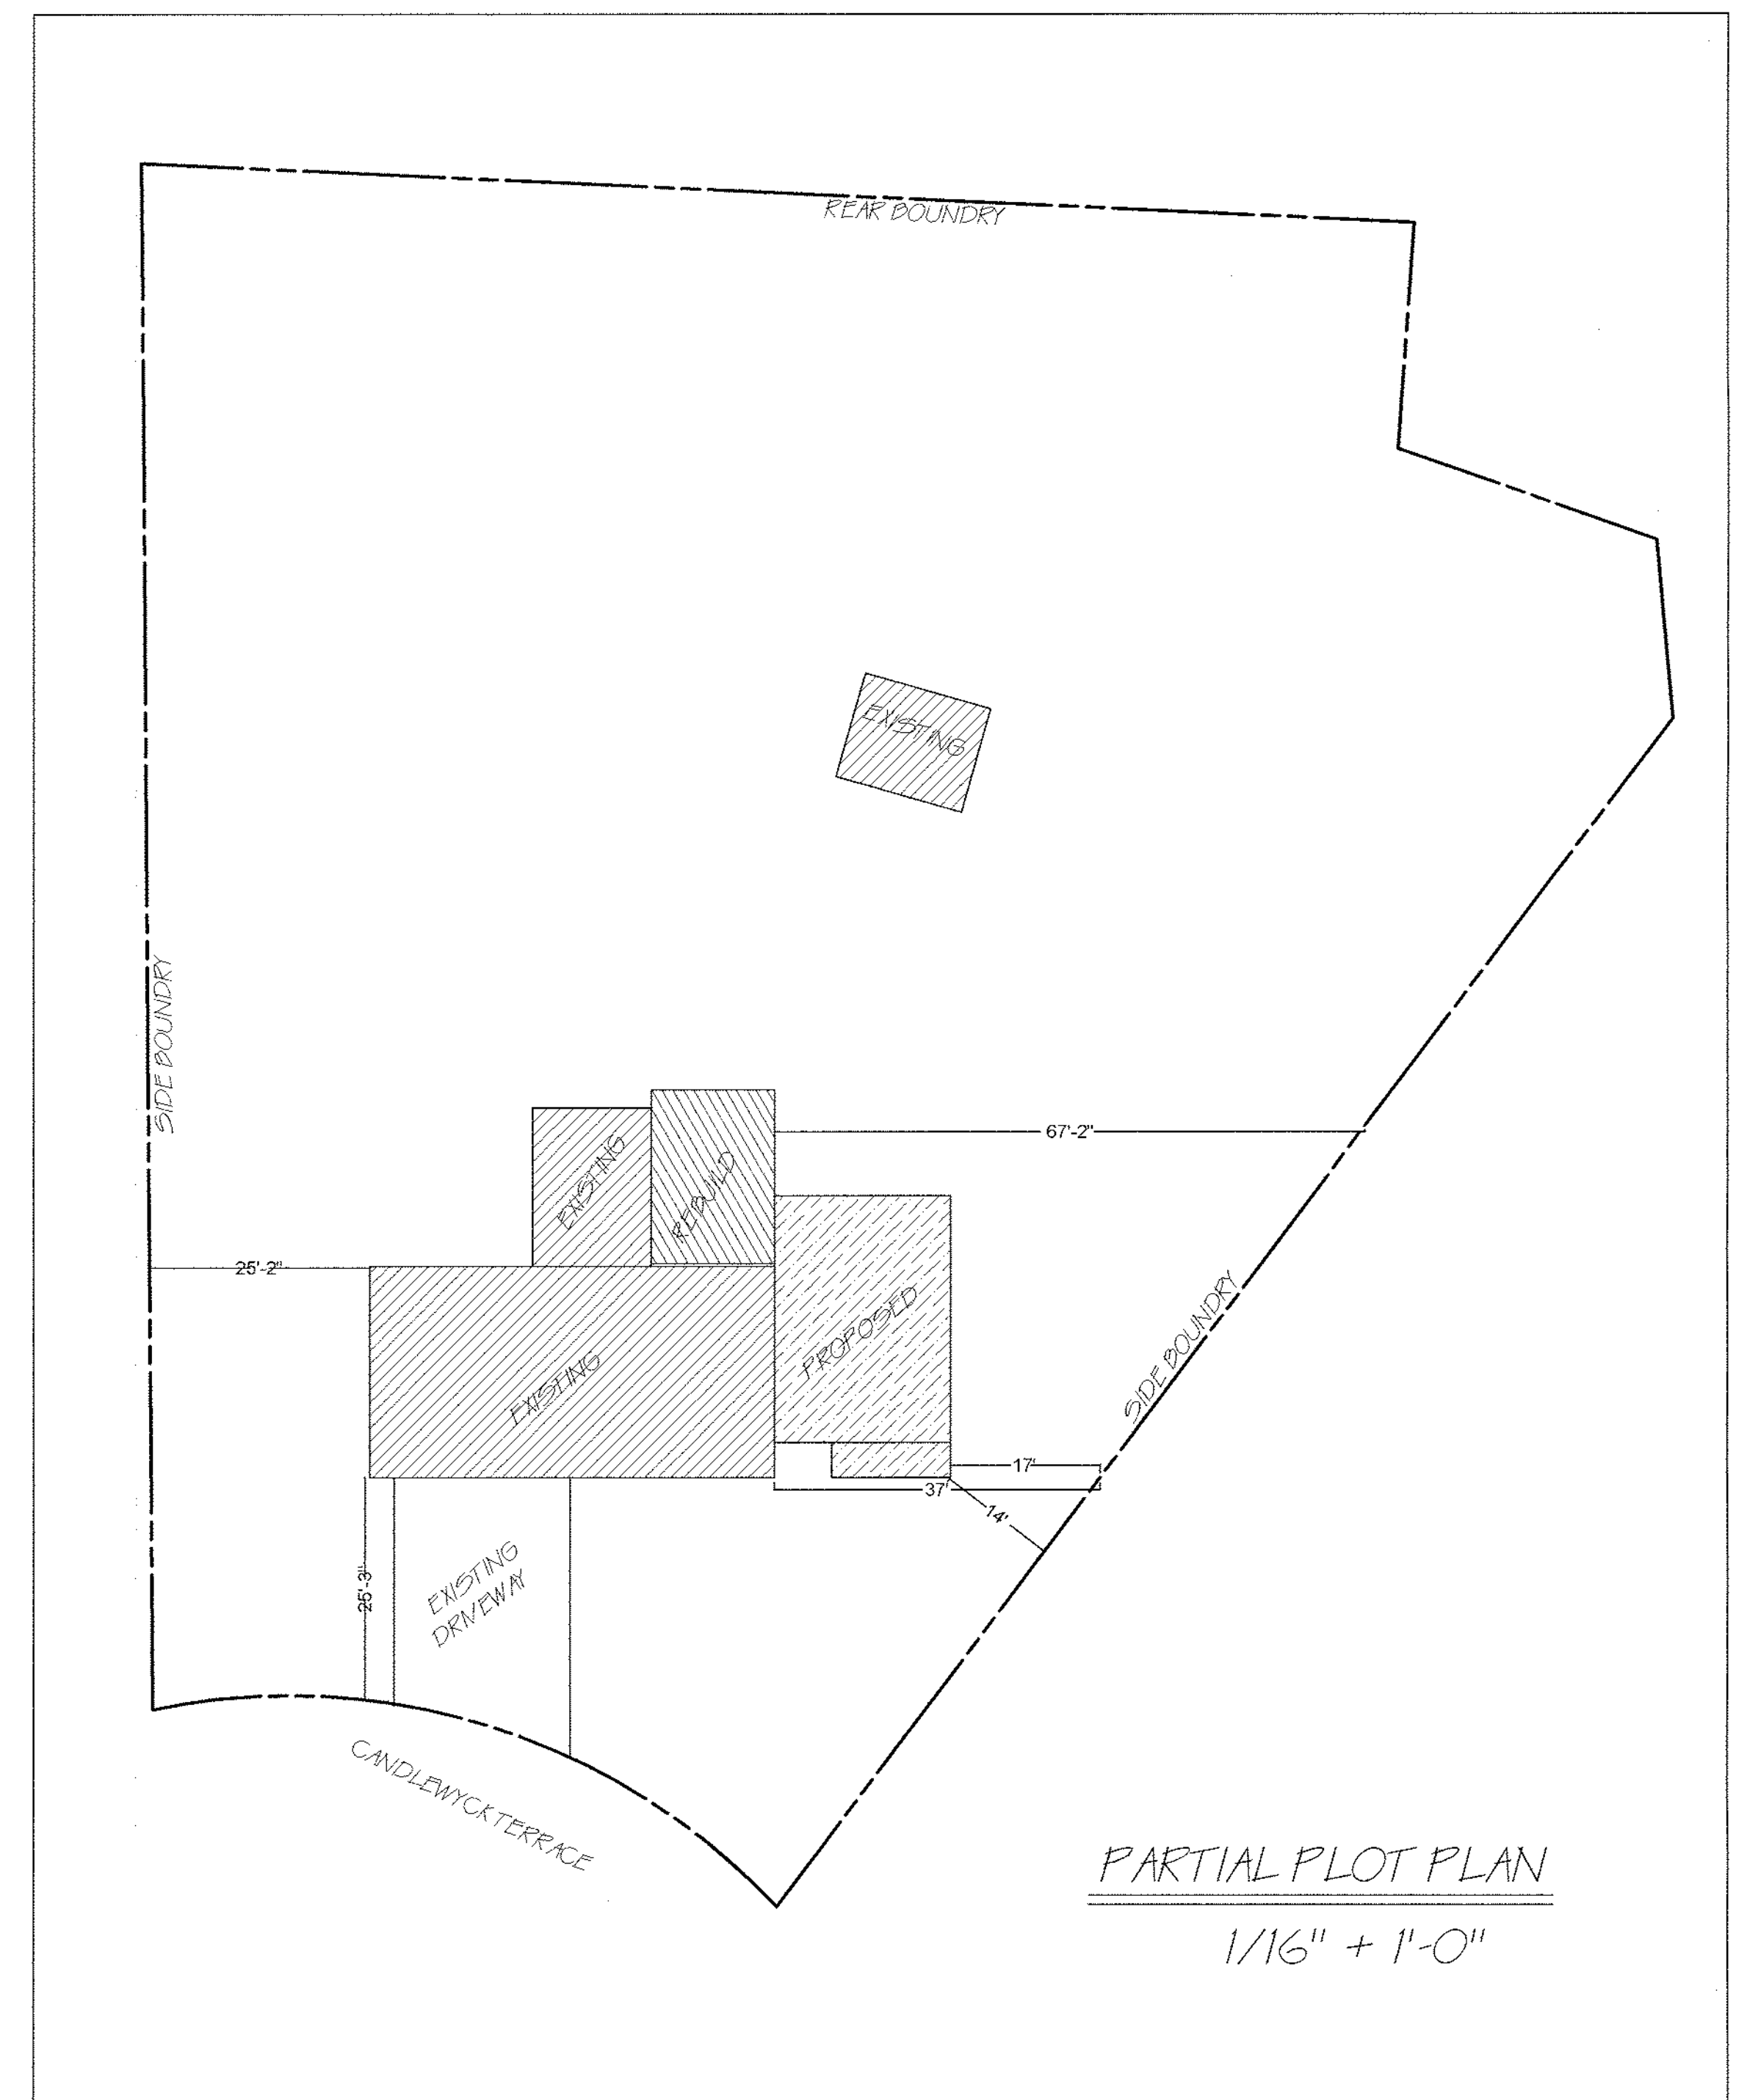 REAR BOUNDRY
EXISTING
SIDE BOUNDRY
67'-2"
EXISTING
REBUILD
25'-2"
PROPOSED
EXISTING
SIDE BOUNDRY
17'
37'
14'
25'-3"
EXISTING
DRIVEWAY
CANDLEWYCK TERRACE
PARTIAL PLOT PLAN
1/16" + 1'-0"